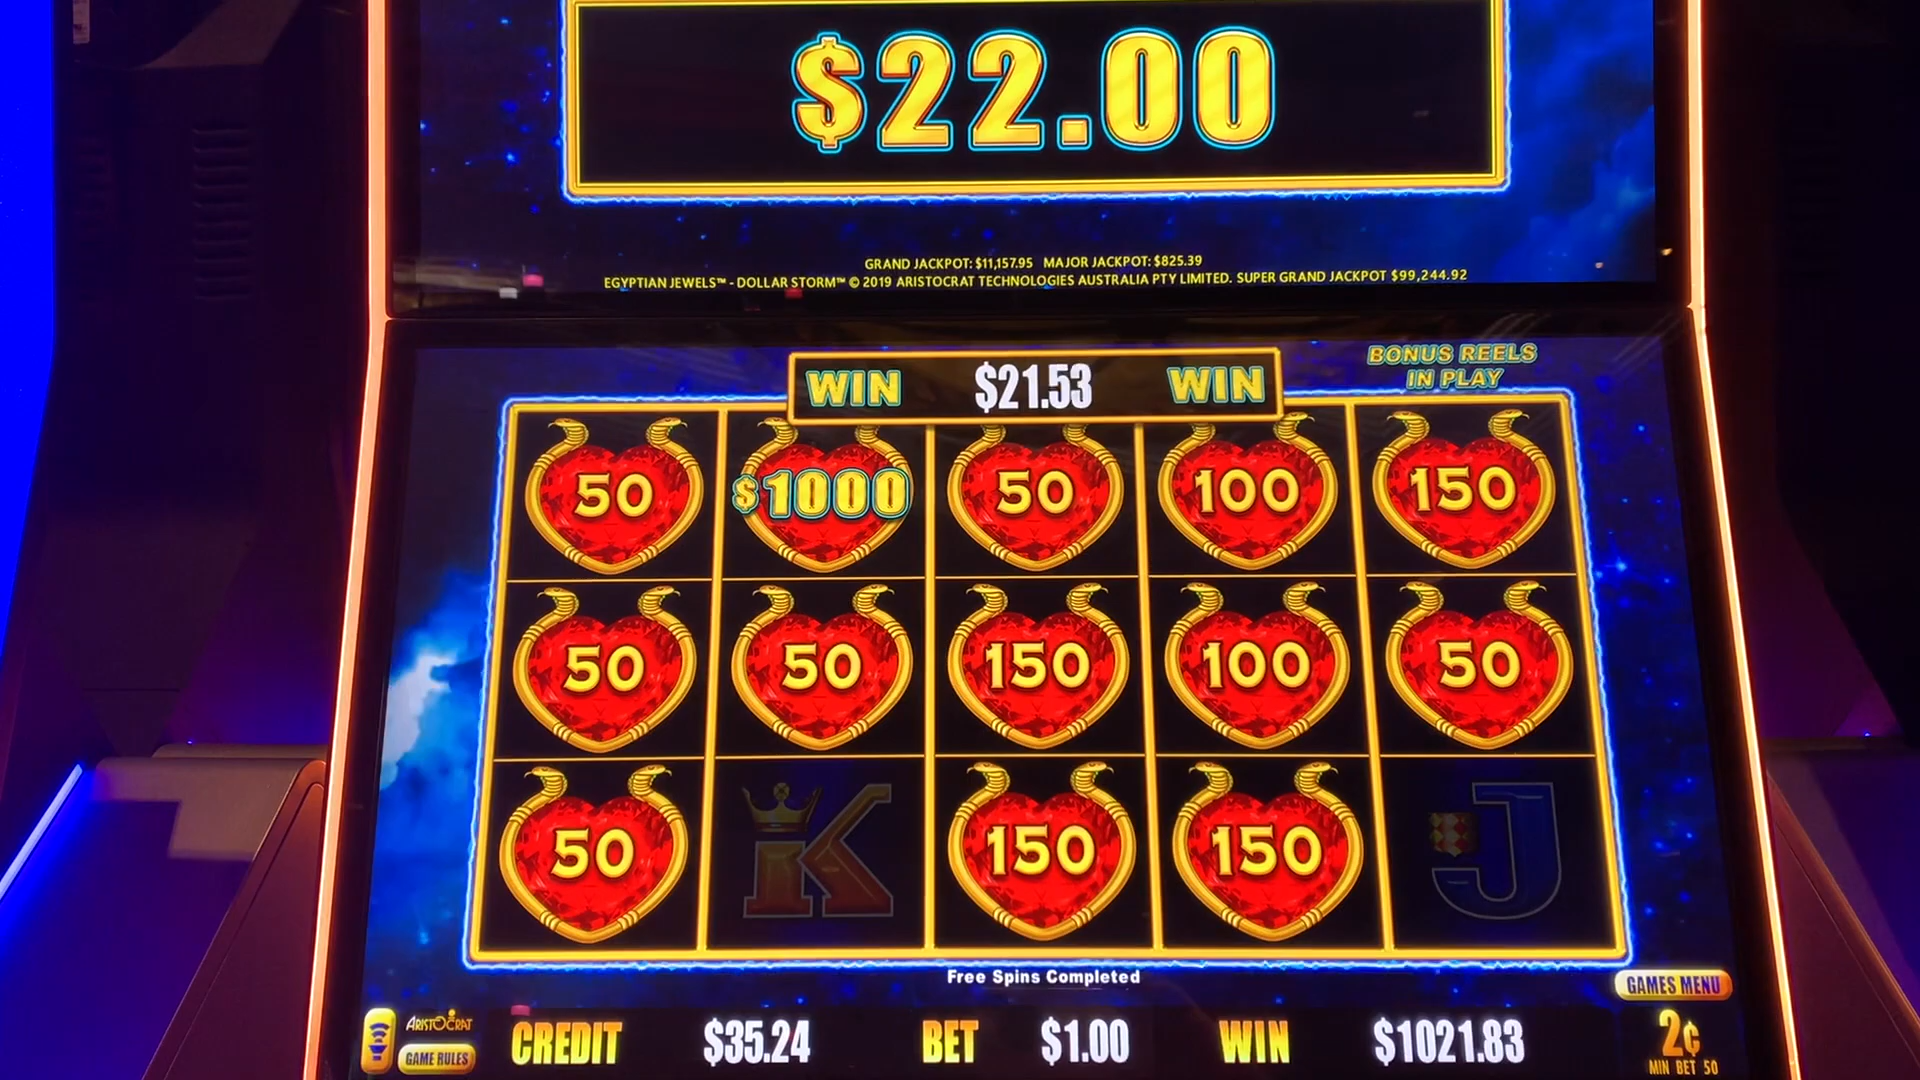 $22.00
GRAND JACKPOT: $11,157.95 MAJOR JACKPOT: $825.39
EGYPTIAN JEWELS™ - DOLLAR STORM™ © 2019 ARISTOCRAT TECHNOLOGIES AUSTRALIA PTY LIMITED. SUPER GRAND JACKPOT $99,244.92
WIN $21.53 WIN
BONUS REELS
IN PLAY
50 $1000 50 100 150
50 50 150 100 50
50 K 150 150 J
Free Spins Completed
GAMES MENU
ARISTOCRAT
GAME RULES
CREDIT $35.24 BET $1.00 WIN $1021.83
2¢
MIN BET 50